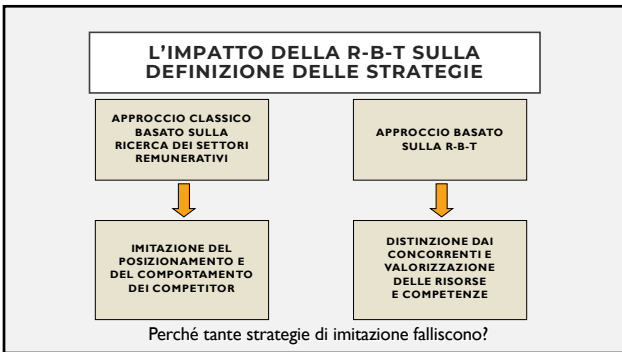 L'IMPATTO DELLA R-B-T SULLA
DEFINIZIONE DELLE STRATEGIE
APPROCCIO CLASSICO
BASATO SULLA
RICERCA DEI SETTORI
REMUNERATIVI
APPROCCIO BASATO
SULLA R-B-T
IMITAZIONE DEL
POSIZIONAMENTO E
DEL COMPORTAMENTO
DEI COMPETITOR
DISTINZIONE DAI
CONCORRENTI E
VALORIZZAZIONE
DELLE RISORSE
E COMPETENZE
Perché tante strategie di imitazione falliscono?